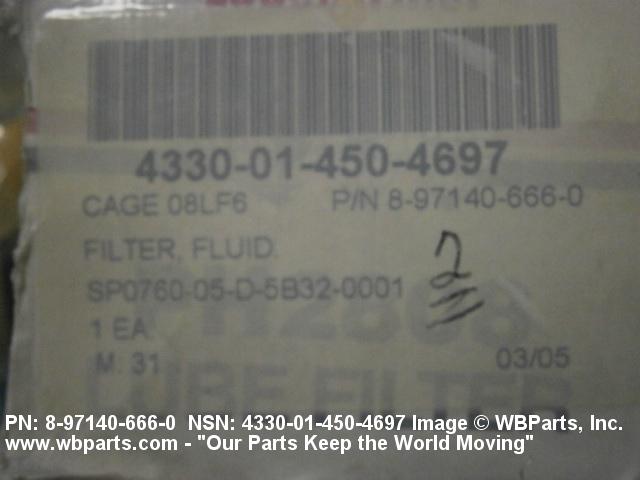 4330-01-450-4697
CAGE 08LF6 P/N 8-97140-666-0
FILTER, FLUID.
SP0760-05-D-5B32-0001
2
1 EA
M. 31 03/05
LUBE FILTER
PN: 8-97140-666-0 NSN: 4330-01-450-4697 Image © WBParts, Inc.
www.wbparts.com - "Our Parts Keep the World Moving"